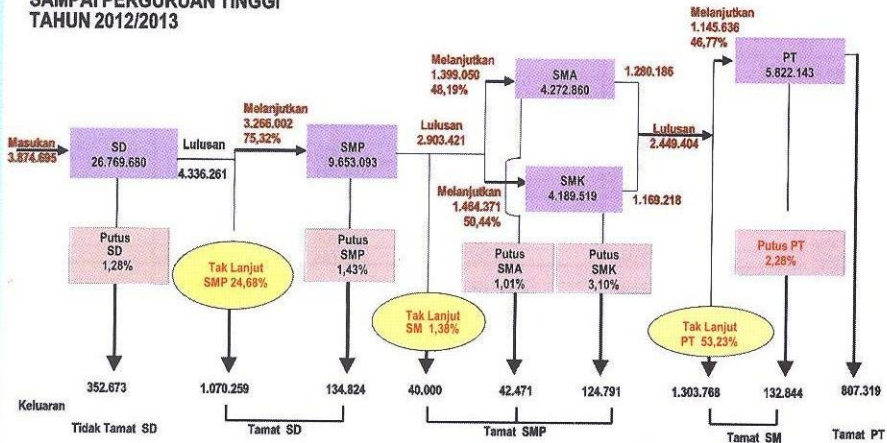 SAMPAI PERGURUAN TINGGI
TAHUN 2012/2013
Masukan
3.874.695
SD
26.769.680
Lulusan
4.336.261
Melanjutkan
3.266.002
75,32%
SMP
9.653.093
Lulusan
2.903.421
Melanjutkan
1.399.050
48,19%
SMA
4.272.860
1.280.186
Melanjutkan
1.464.371
50,44%
SMK
4.189.519
1.169.218
Lulusan
2.449.404
Melanjutkan
1.145.636
46,77%
PT
5.822.143
Putus
SD
1,28%
Tak Lanjut
SMP 24,68%
Putus
SMP
1,43%
Tak Lanjut
SM 1,38%
Putus
SMA
1,01%
Putus
SMK
3,10%
Tak Lanjut
PT 53,23%
Putus PT
2,28%
Keluaran
352.673
1.070.259
134.824
40.000
42.471
124.791
1.303.768
132.844
807.319
Tidak Tamat SD
Tamat SD
Tamat SMP
Tamat SM
Tamat PT